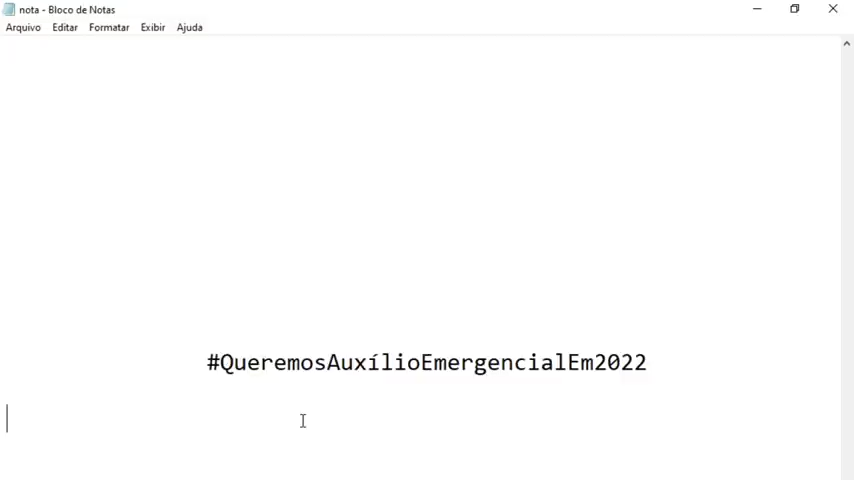 nota - Bloco de Notas
Arquivo Editar Formatar Exibir Ajuda
#QueremosAuxílioEmergencialEm2022